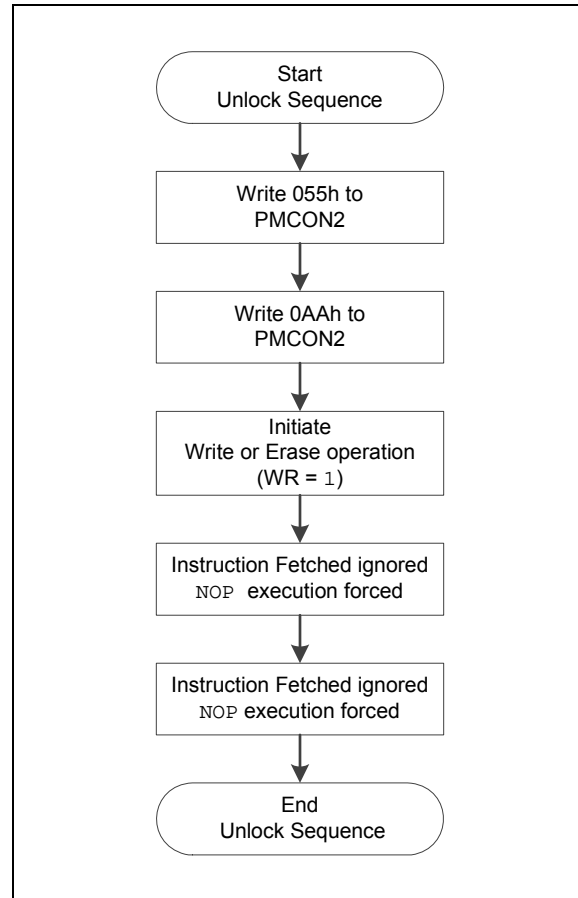 Start
Unlock Sequence
Write 055h to
PMCON2
Write 0AAh to
PMCON2
Initiate
Write or Erase operation
(WR = 1)
Instruction Fetched ignored
NOP execution forced
Instruction Fetched ignored
NOP execution forced
End
Unlock Sequence